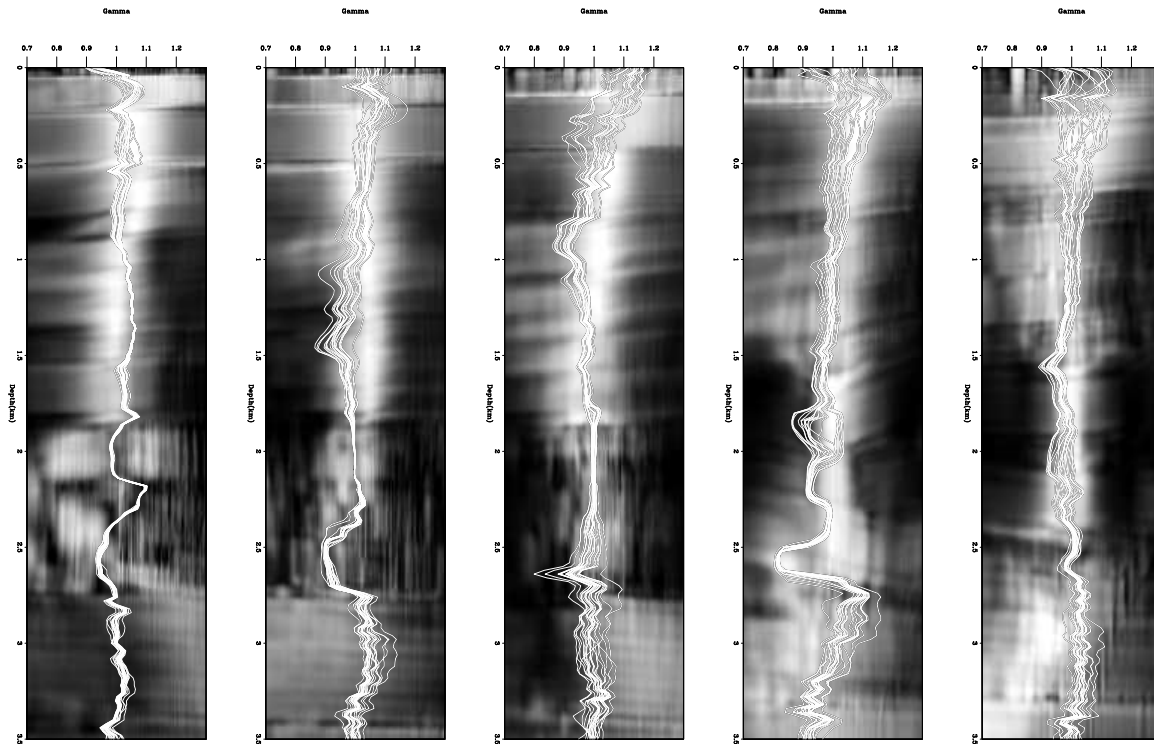 Gamma Gamma Gamma Gamma Gamma
0.7 0.8 0.9 1 1.1 1.2 0.7 0.8 0.9 1 1.1 1.2 0.7 0.8 0.9 1 1.1 1.2 0.7 0.8 0.9 1 1.1 1.2 0.7 0.8 0.9 1 1.1 1.2
0 0 0 0 0
0.5 0.5 0.5 0.5 0.5
1 1 1 1 1
1.5 1.5 1.5 1.5 1.5
Depth(km) Depth(km) Depth(km) Depth(km) Depth(km)
2 2 2 2 2
2.5 2.5 2.5 2.5 2.5
3 3 3 3 3
3.5 3.5 3.5 3.5 3.5